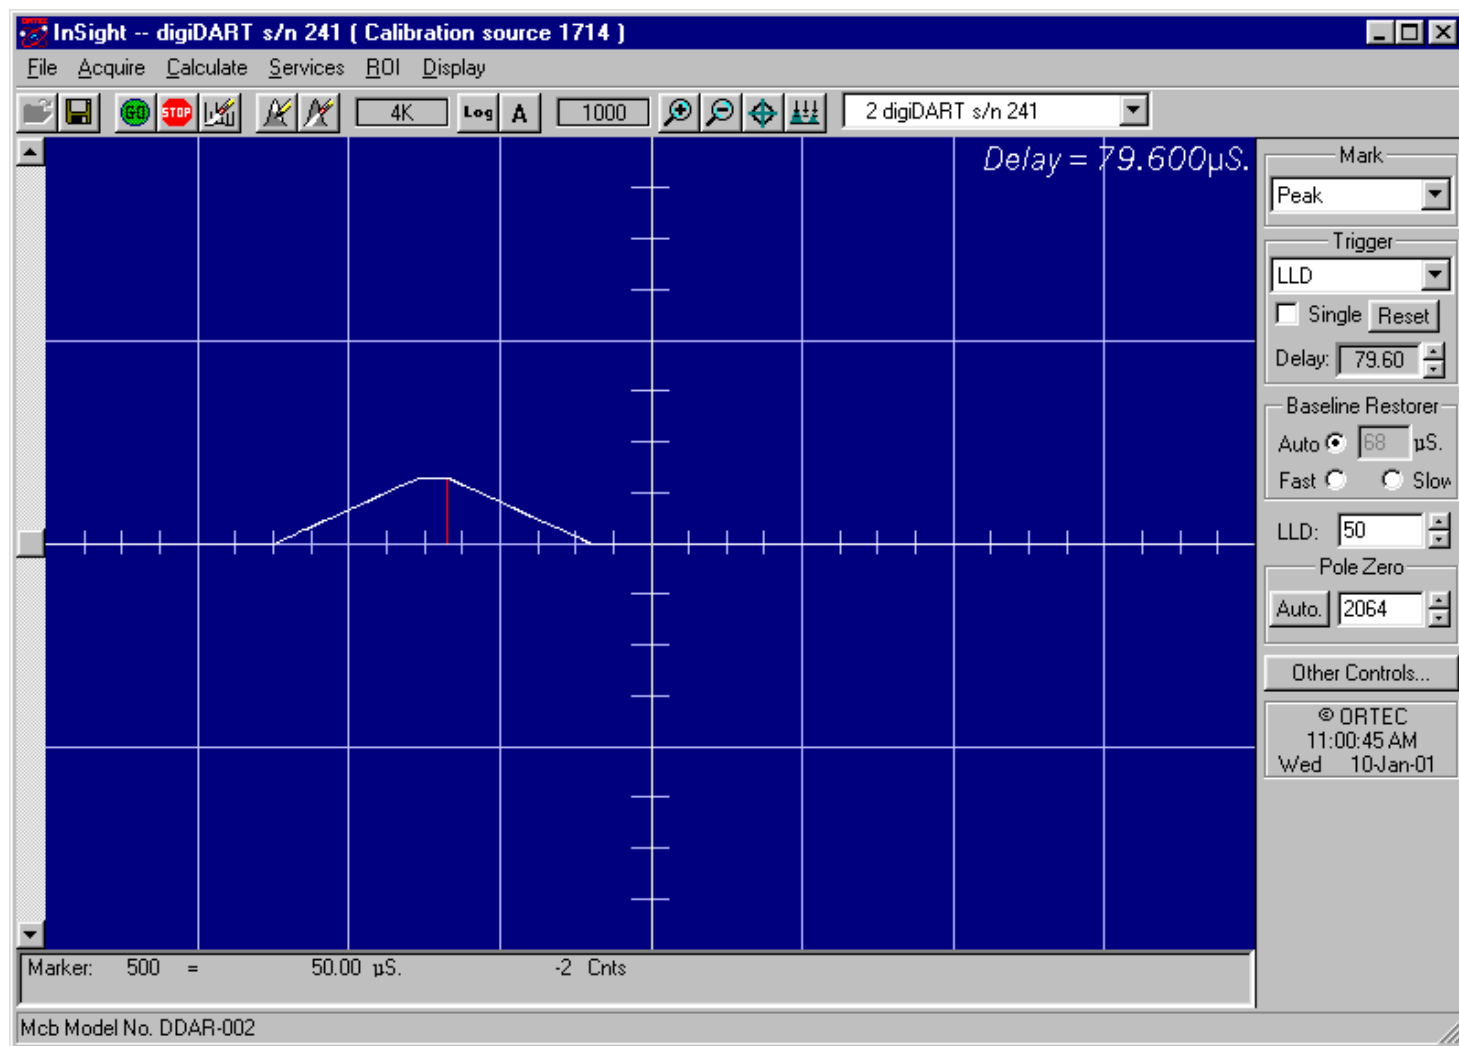 InSight -- digiDART s/n 241 ( Calibration source 1714 )
File Acquire Calculate Services ROI Display
GO STOP 4K Log A 1000 2 digiDART s/n 241
Delay = 79.600µS.
Mark
Peak
Trigger
LLD
Single Reset
Delay: 79.60
Baseline Restorer
Auto 68 µS.
Fast Slow
LLD: 50
Pole Zero
Auto. 2064
Other Controls...
© ORTEC
11:00:45 AM
Wed 10-Jan-01
Marker: 500 = 50.00 µS. -2 Cnts
Mcb Model No. DDAR-002